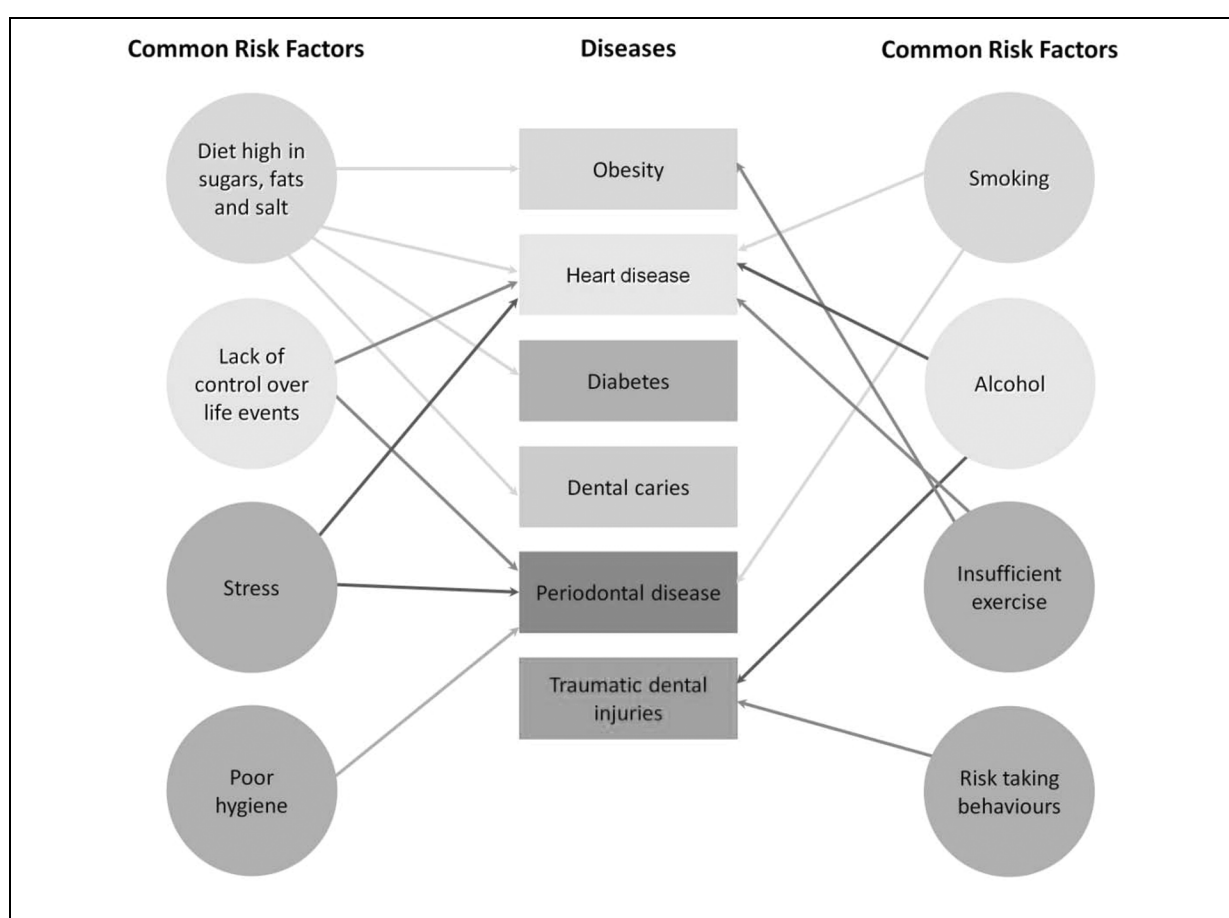 Common Risk Factors
Diseases
Common Risk Factors
Diet high in
sugars, fats
and salt
Obesity
Smoking
Heart disease
Lack of
control over
life events
Diabetes
Alcohol
Dental caries
Stress
Periodontal disease
Insufficient
exercise
Traumatic dental
injuries
Poor
hygiene
Risk taking
behaviours